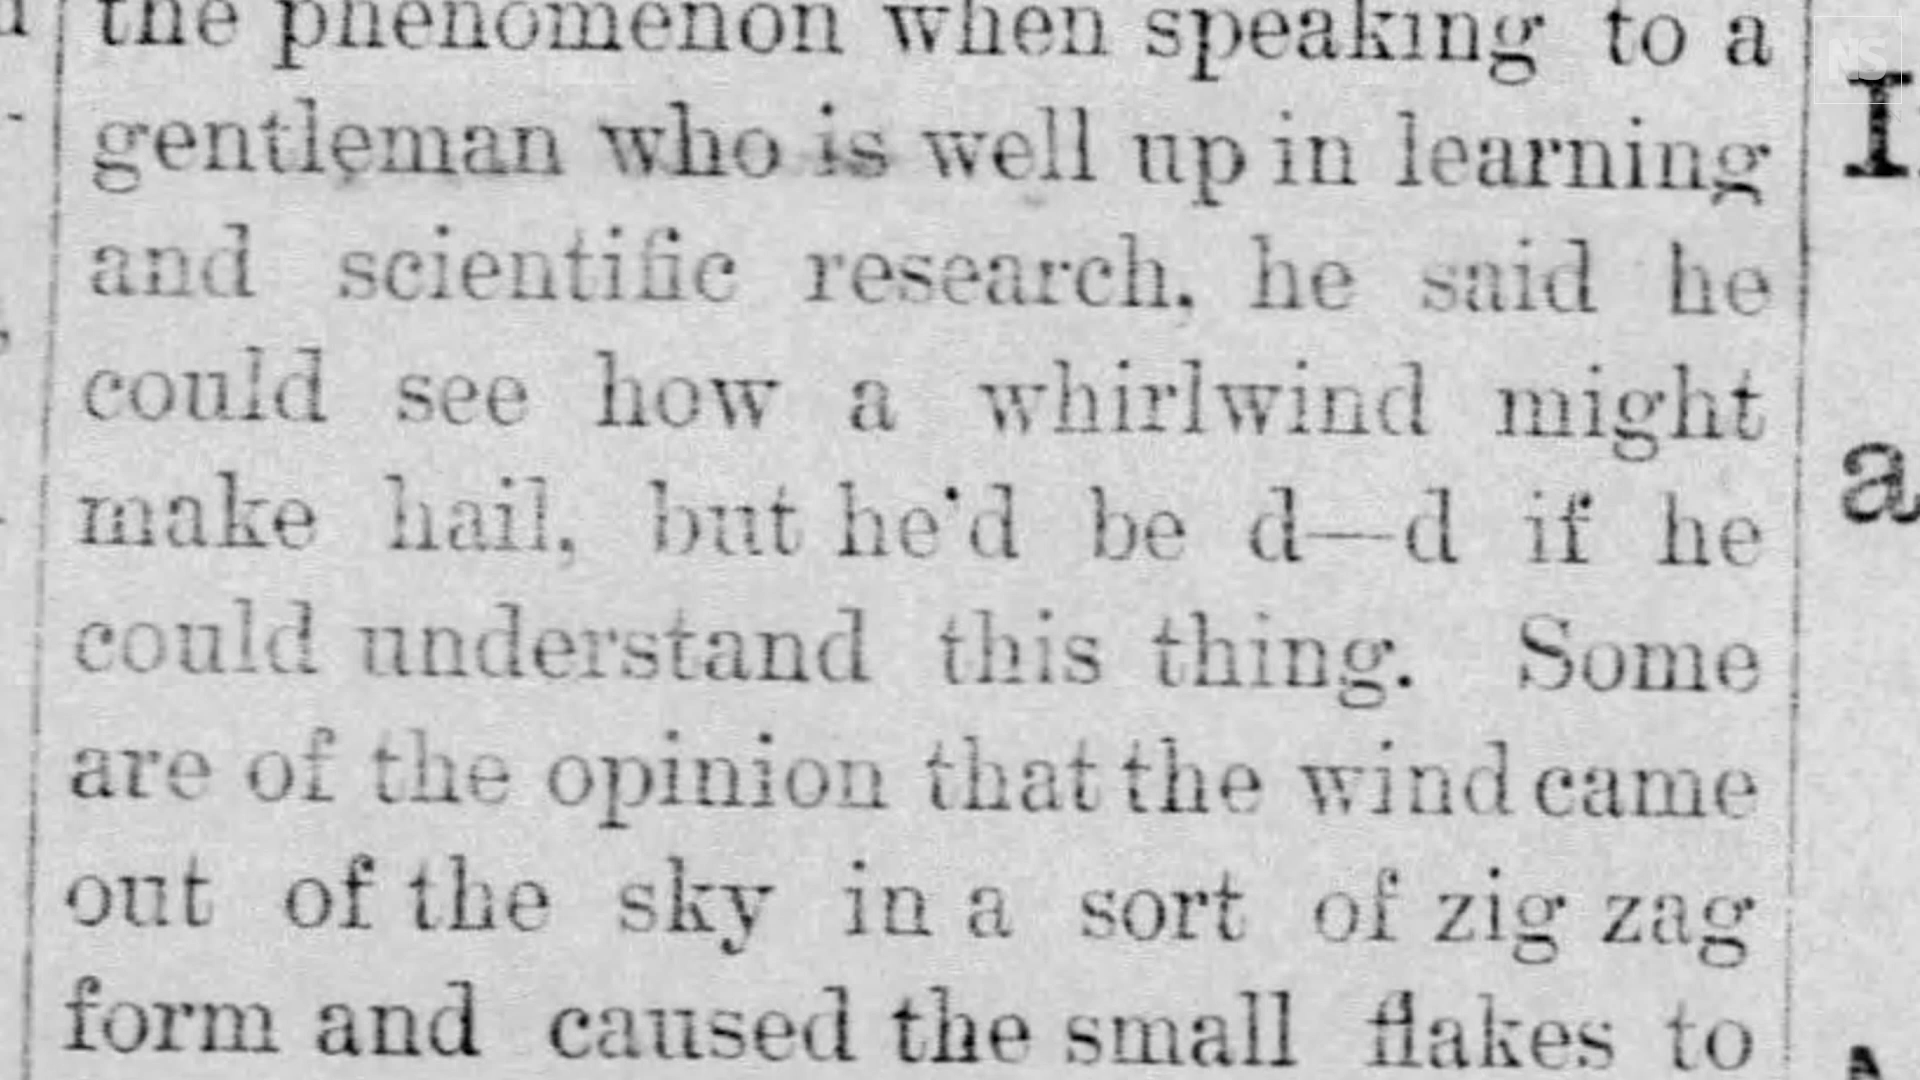 the phenomenon when speaking to a
gentleman who is well up in learning
and scientific research, he said he
could see how a whirlwind might
make hail, but he'd be d—d if he
could understand this thing. Some
are of the opinion that the wind came
out of the sky in a sort of zig zag
form and caused the small flakes to
NS
I
a